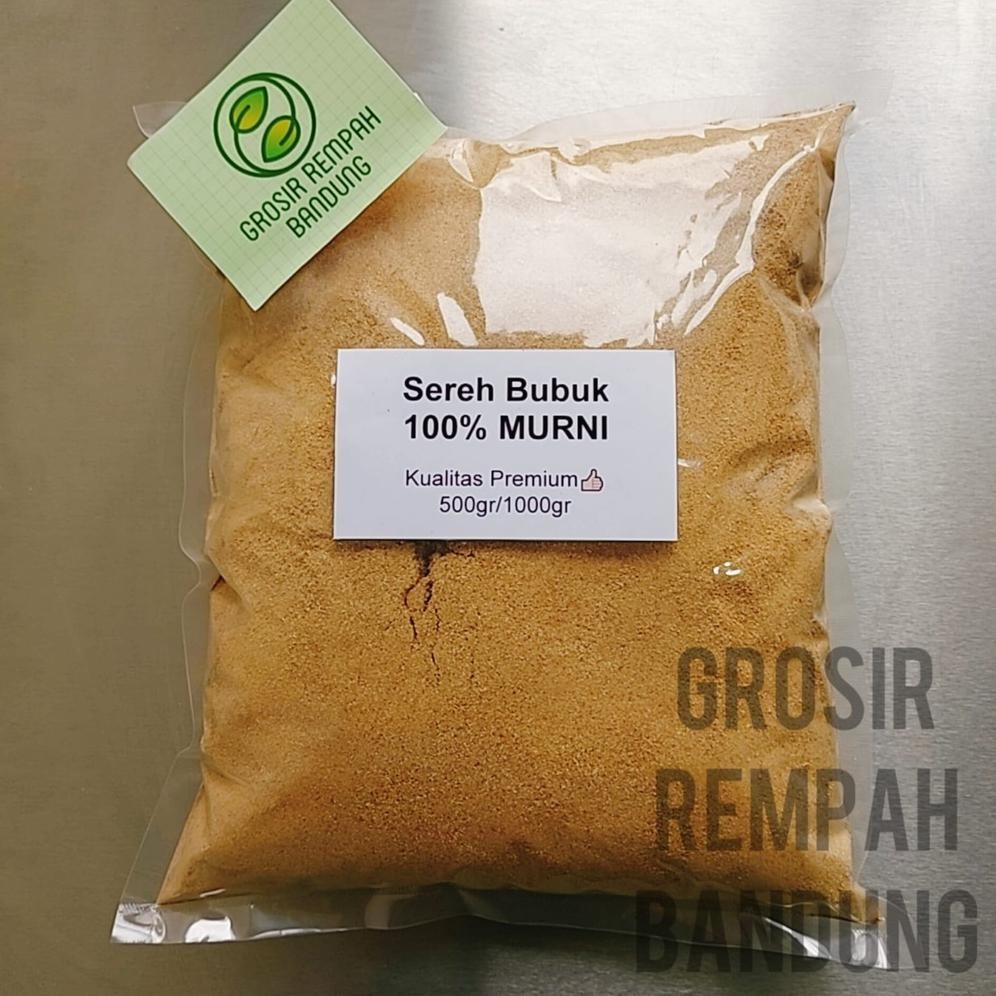 GROSIR REMPAH
BANDUNG
Sereh Bubuk
100% MURNI
Kualitas Premium👍
500gr/1000gr
GROSIR
REMPAH
BANDUNG